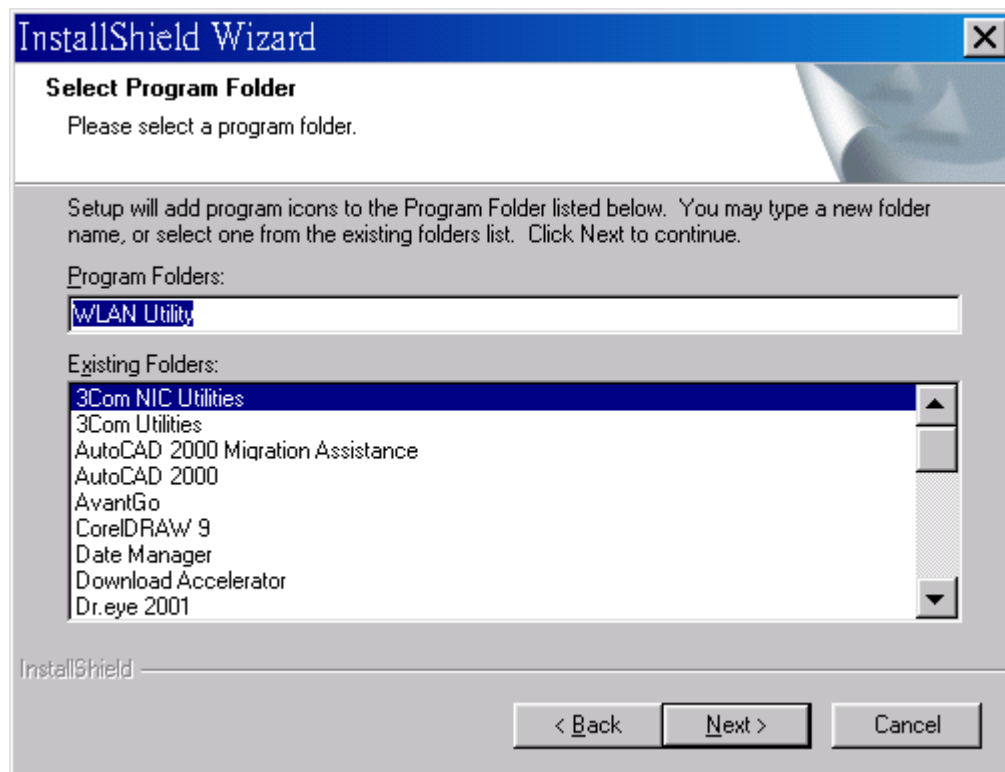 InstallShield Wizard
Select Program Folder
Please select a program folder.
Setup will add program icons to the Program Folder listed below.  You may type a new folder
name, or select one from the existing folders list.  Click Next to continue.
Program Folders:
WLAN Utility
Existing Folders:
3Com NIC Utilities
3Com Utilities
AutoCAD 2000 Migration Assistance
AutoCAD 2000
AvantGo
CorelDRAW 9
Date Manager
Download Accelerator
Dr.eye 2001
InstallShield
< Back
Next >
Cancel